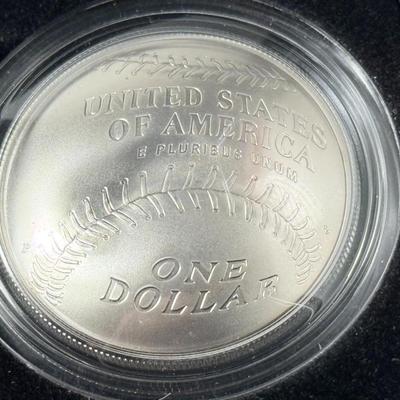 UNITED STATES
OF AMERICA
E PLURIBUS UNUM
ONE
DOLLAR